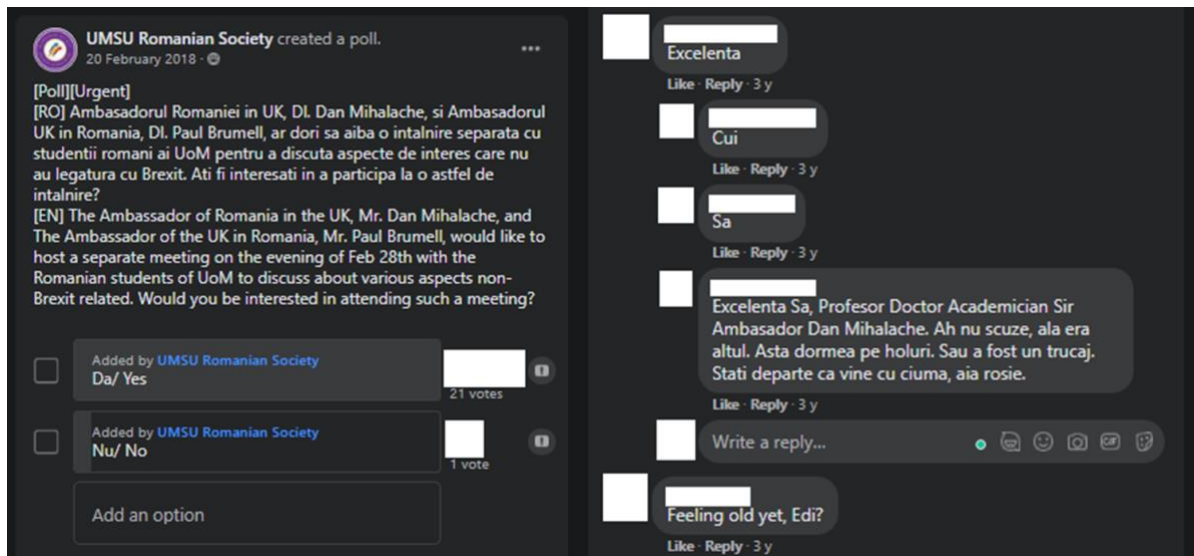 UMSU Romanian Society created a poll.
20 February 2018 ·
[Poll][Urgent]
[RO] Ambasadorul Romaniei in UK, Dl. Dan Mihalache, si Ambasadorul
UK in Romania, Dl. Paul Brumell, ar dori sa aiba o intalnire separata cu
studentii romani ai UoM pentru a discuta aspecte de interes care nu
au legatura cu Brexit. Ati fi interesati in a participa la o astfel de
intalnire?
[EN] The Ambassador of Romania in the UK, Mr. Dan Mihalache, and
The Ambassador of the UK in Romania, Mr. Paul Brumell, would like to
host a separate meeting on the evening of Feb 28th with the
Romanian students of UoM to discuss about various aspects non-
Brexit related. Would you be interested in attending such a meeting?
Added by UMSU Romanian Society
Da/ Yes
21 votes
Added by UMSU Romanian Society
Nu/ No
1 vote
Add an option
Excelenta
Like · Reply · 3 y
Cui
Like · Reply · 3 y
Sa
Like · Reply · 3 y
Excelenta Sa, Profesor Doctor Academician Sir
Ambasador Dan Mihalache. Ah nu scuze, ala era
altul. Asta dormea pe holuri. Sau a fost un trucaj.
Stati departe ca vine cu ciuma, aia rosie.
Like · Reply · 3 y
Write a reply...
GIF
Feeling old yet, Edi?
Like · Reply · 3 y